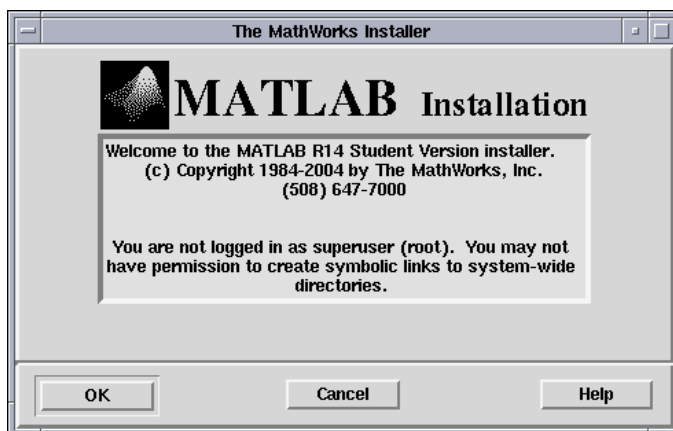 The MathWorks Installer
MATLAB Installation
Welcome to the MATLAB R14 Student Version installer.
(c) Copyright 1984-2004 by The MathWorks, Inc.
(508) 647-7000
You are not logged in as superuser (root). You may not
have permission to create symbolic links to system-wide
directories.
OK Cancel Help